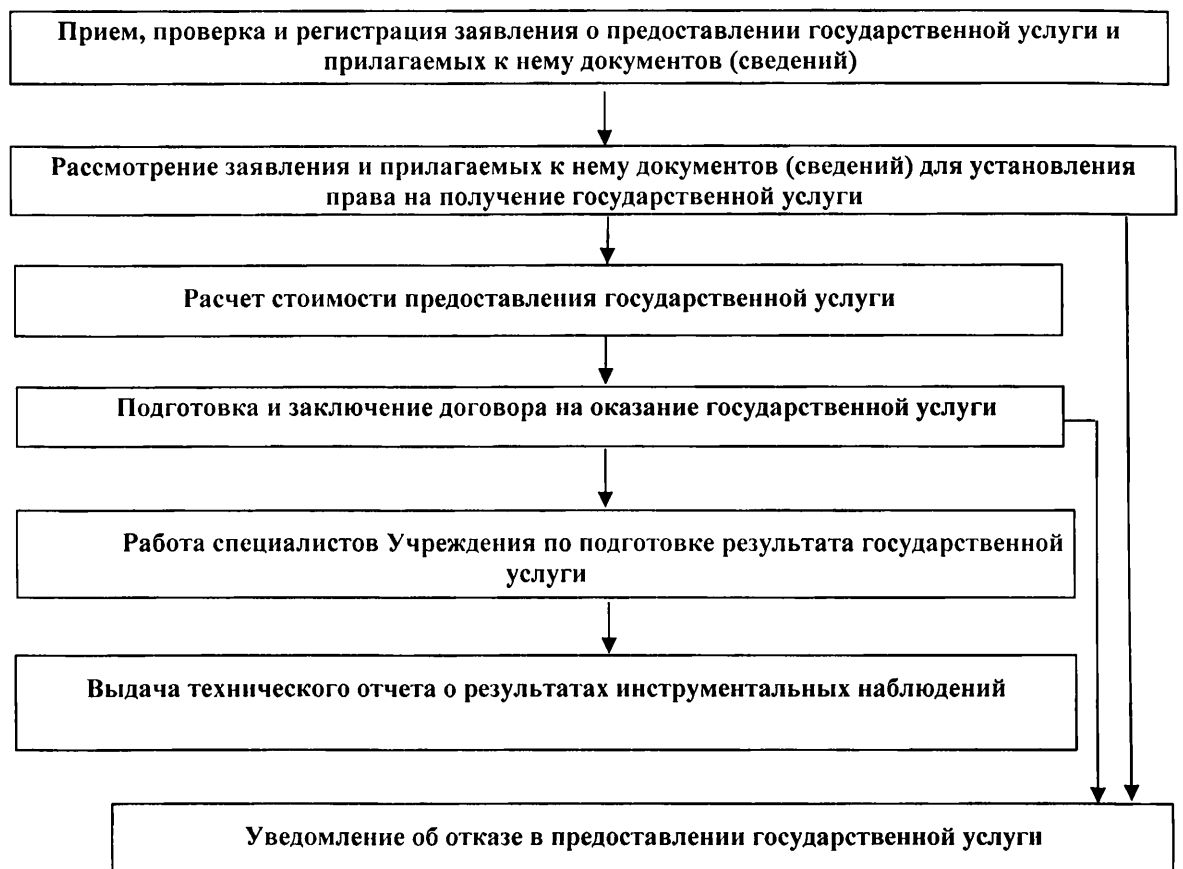 Прием, проверка и регистрация заявления о предоставлении государственной услуги и
прилагаемых к нему документов (сведений)
Рассмотрение заявления и прилагаемых к нему документов (сведений) для установления
права на получение государственной услуги
Расчет стоимости предоставления государственной услуги
Подготовка и заключение договора на оказание государственной услуги
Работа специалистов Учреждения по подготовке результата государственной
услуги
Выдача технического отчета о результатах инструментальных наблюдений
Уведомление об отказе в предоставлении государственной услуги